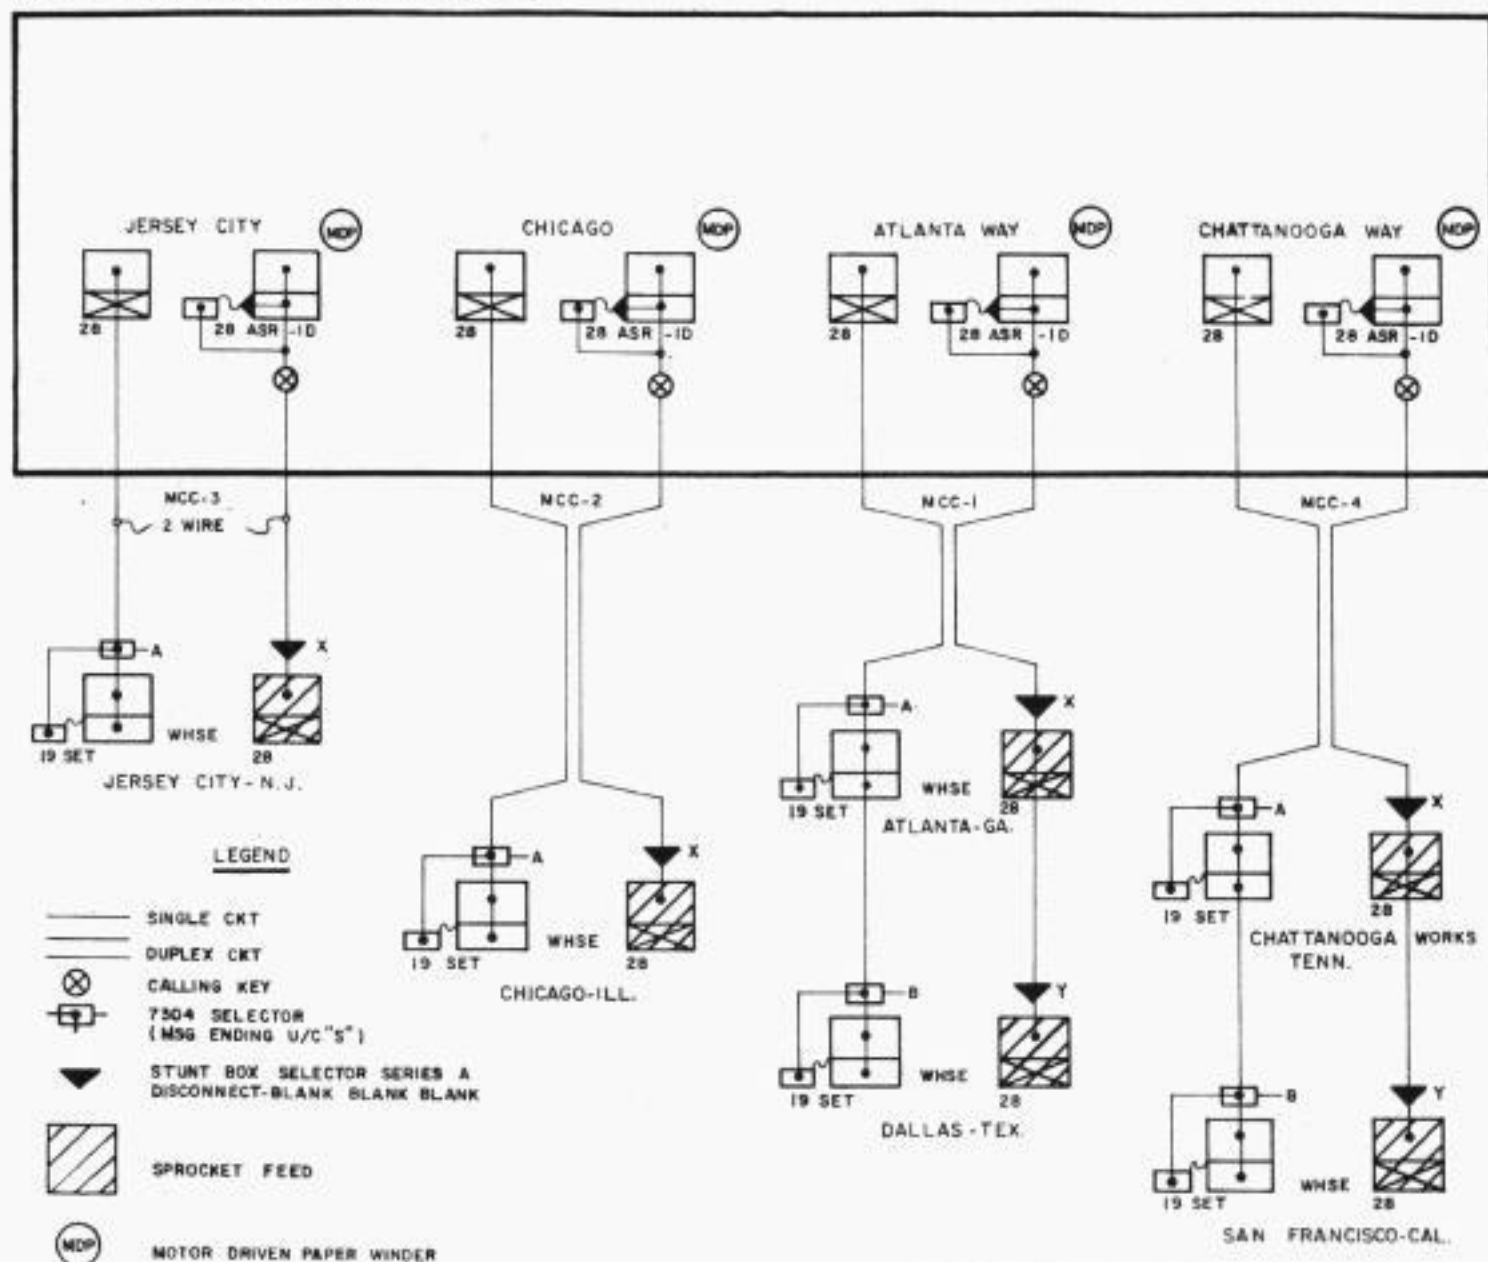 JERSEY CITY
MDP
28
28 ASR -1D
CHICAGO
MDP
28
28 ASR -1D
ATLANTA WAY
MDP
28
28 ASR -1D
CHATTANOOGA WAY
MDP
28
28 ASR -1D
MCC-3
2 WIRE
MCC-2
MCC-1
MCC-4
A
X
WHSE
19 SET
28
JERSEY CITY-N.J.
A
X
WHSE
19 SET
28
CHICAGO-ILL.
A
X
WHSE
19 SET
28
ATLANTA-GA.
B
Y
WHSE
19 SET
28
DALLAS-TEX.
A
X
19 SET
28
CHATTANOOGA WORKS
TENN.
B
Y
WHSE
19 SET
28
SAN FRANCISCO-CAL.
LEGEND
SINGLE CKT
DUPLEX CKT
CALLING KEY
7304 SELECTOR
(MSG ENDING U/C"S")
STUNT BOX SELECTOR SERIES A
DISCONNECT-BLANK BLANK BLANK
SPROCKET FEED
MDP
MOTOR DRIVEN PAPER WINDER